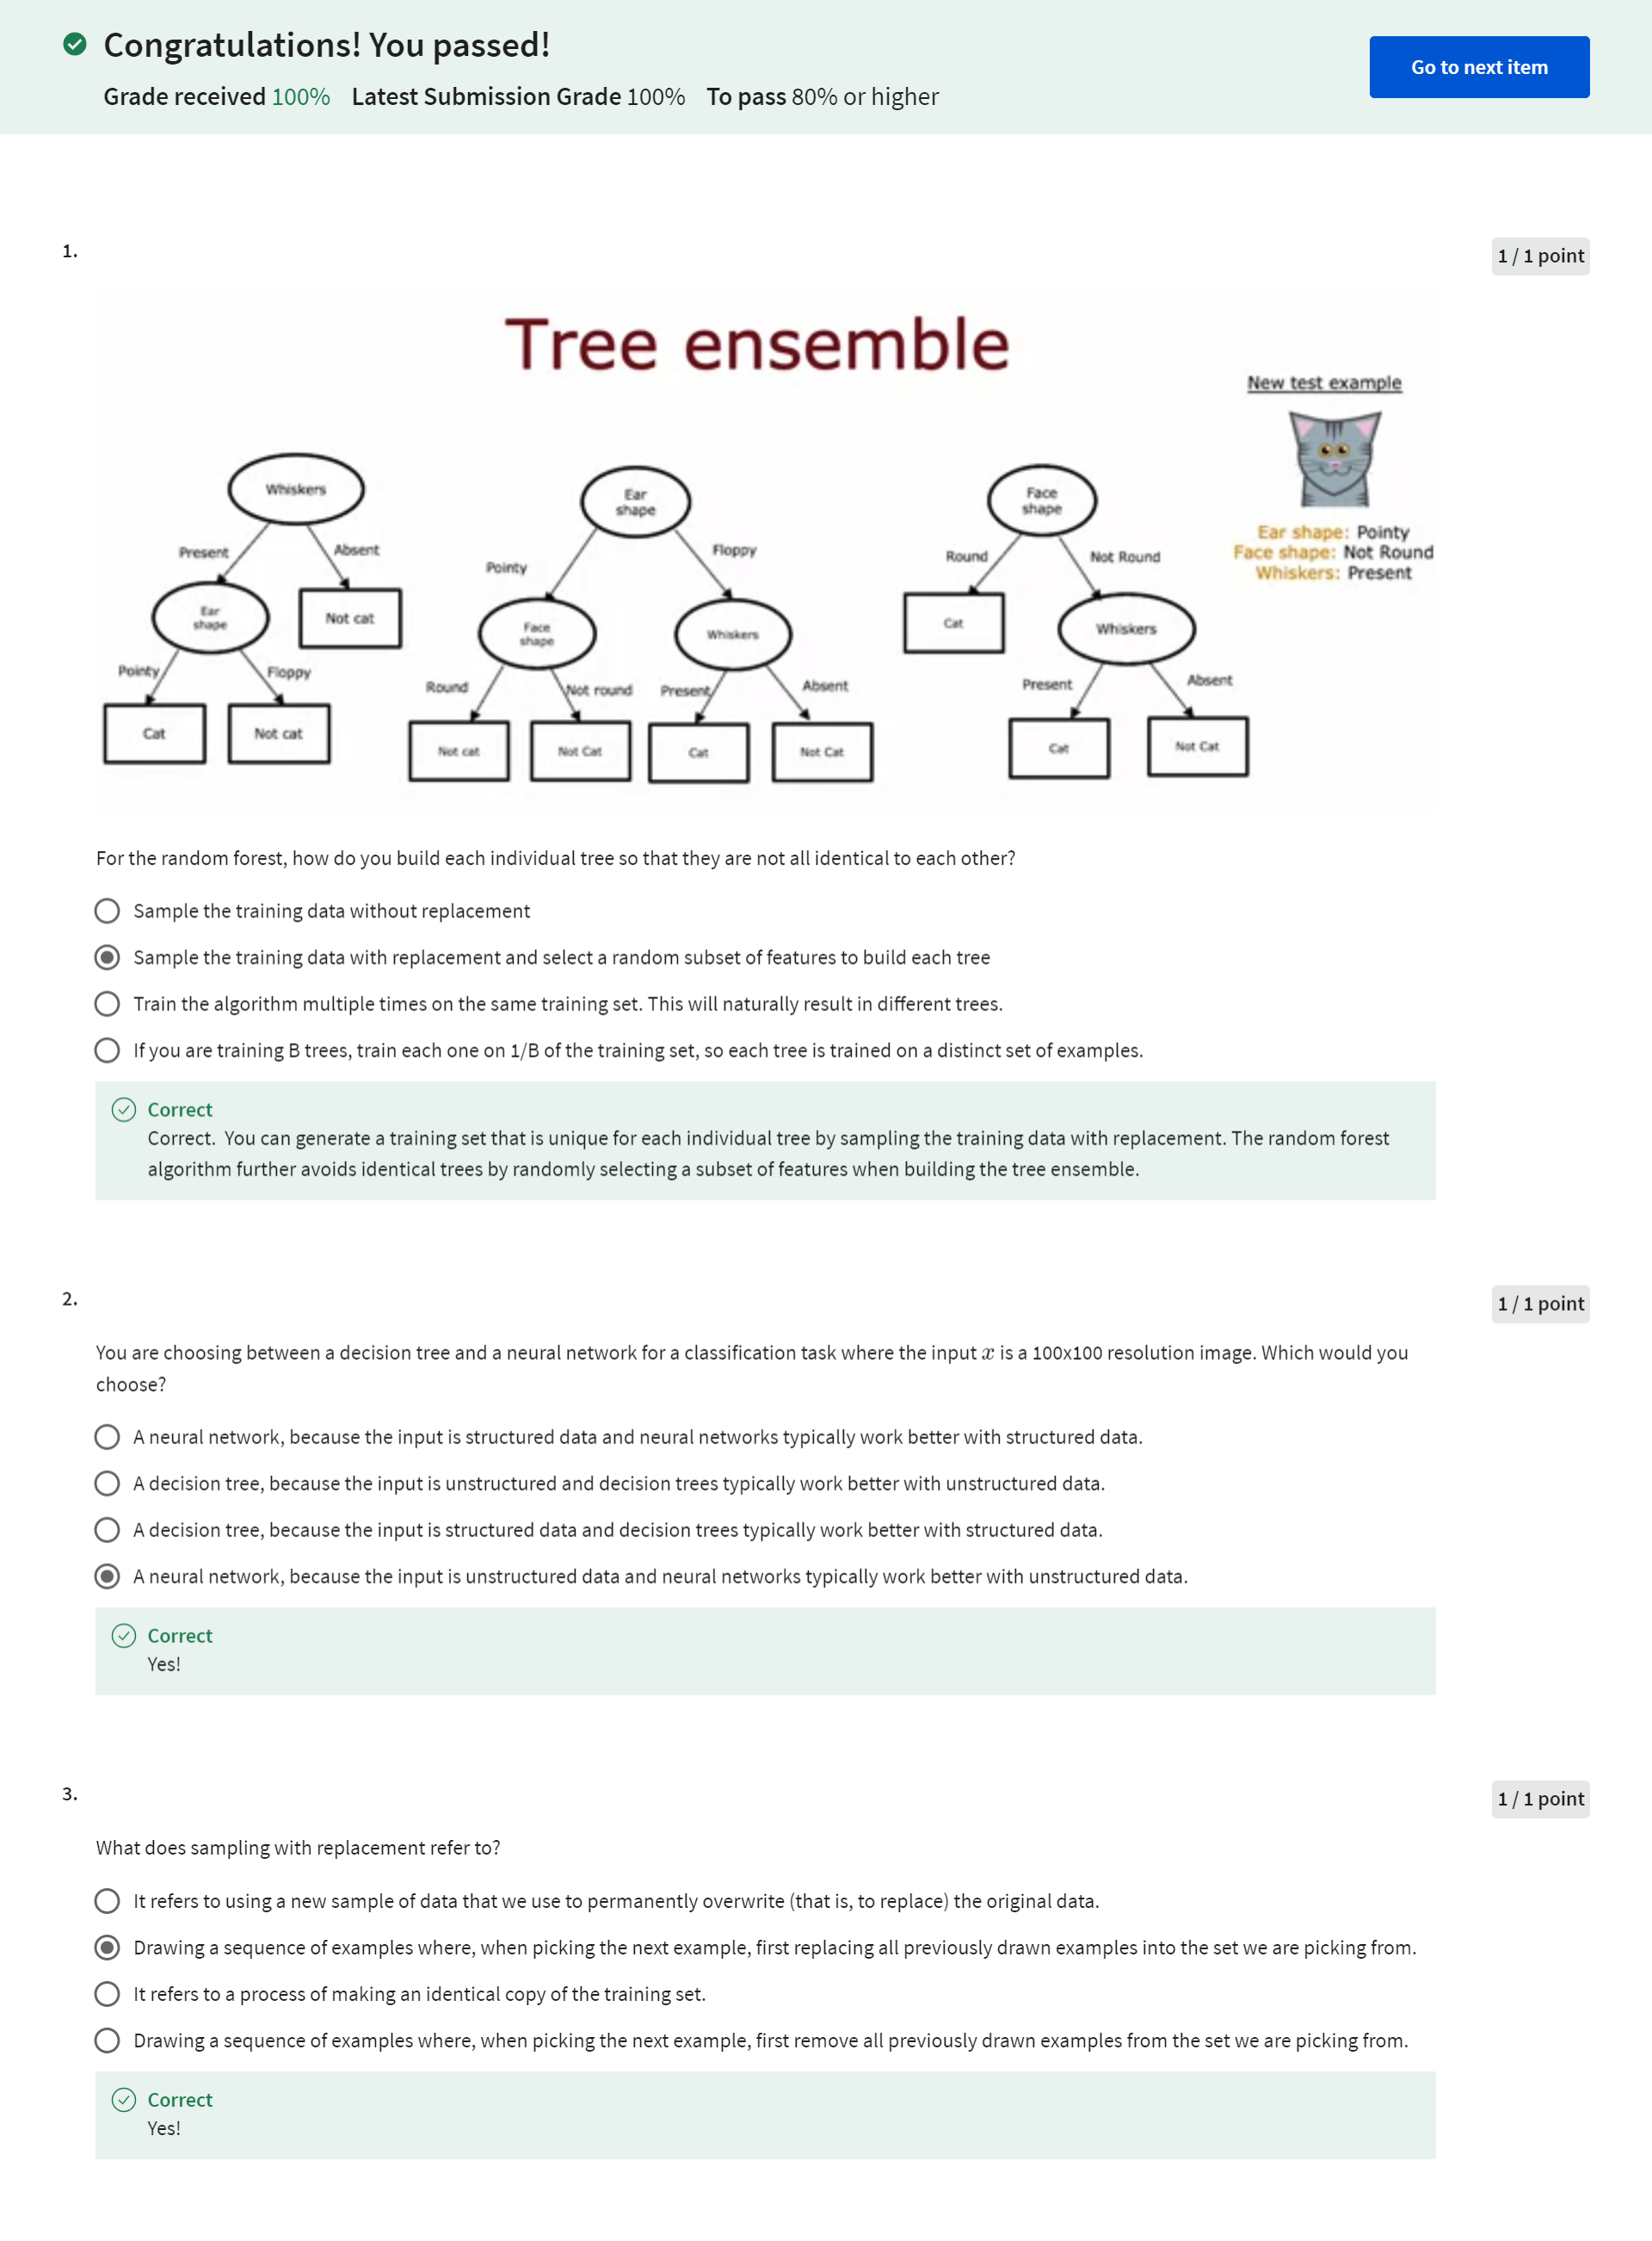 Congratulations! You passed!
Go to next item
Grade received 100% Latest Submission Grade 100% To pass 80% or higher
1.
1 / 1 point
Tree ensemble
New test example
Ear shape: Pointy
Face shape: Not Round
Whiskers: Present
Whiskers
Present
Absent
Ear
shape
Not cat
Pointy
Floppy
Cat
Not cat
Ear
shape
Pointy
Floppy
Face
shape
Whiskers
Round
Not round
Present
Absent
Not cat
Not Cat
Cat
Not Cat
Face
shape
Round
Not Round
Cat
Whiskers
Present
Absent
Cat
Not Cat
For the random forest, how do you build each individual tree so that they are not all identical to each other?
Sample the training data without replacement
Sample the training data with replacement and select a random subset of features to build each tree
Train the algorithm multiple times on the same training set. This will naturally result in different trees.
If you are training B trees, train each one on 1/B of the training set, so each tree is trained on a distinct set of examples.
Correct
Correct. You can generate a training set that is unique for each individual tree by sampling the training data with replacement. The random forest
algorithm further avoids identical trees by randomly selecting a subset of features when building the tree ensemble.
2.
1 / 1 point
You are choosing between a decision tree and a neural network for a classification task where the input x is a 100x100 resolution image. Which would you
choose?
A neural network, because the input is structured data and neural networks typically work better with structured data.
A decision tree, because the input is unstructured and decision trees typically work better with unstructured data.
A decision tree, because the input is structured data and decision trees typically work better with structured data.
A neural network, because the input is unstructured data and neural networks typically work better with unstructured data.
Correct
Yes!
3.
1 / 1 point
What does sampling with replacement refer to?
It refers to using a new sample of data that we use to permanently overwrite (that is, to replace) the original data.
Drawing a sequence of examples where, when picking the next example, first replacing all previously drawn examples into the set we are picking from.
It refers to a process of making an identical copy of the training set.
Drawing a sequence of examples where, when picking the next example, first remove all previously drawn examples from the set we are picking from.
Correct
Yes!